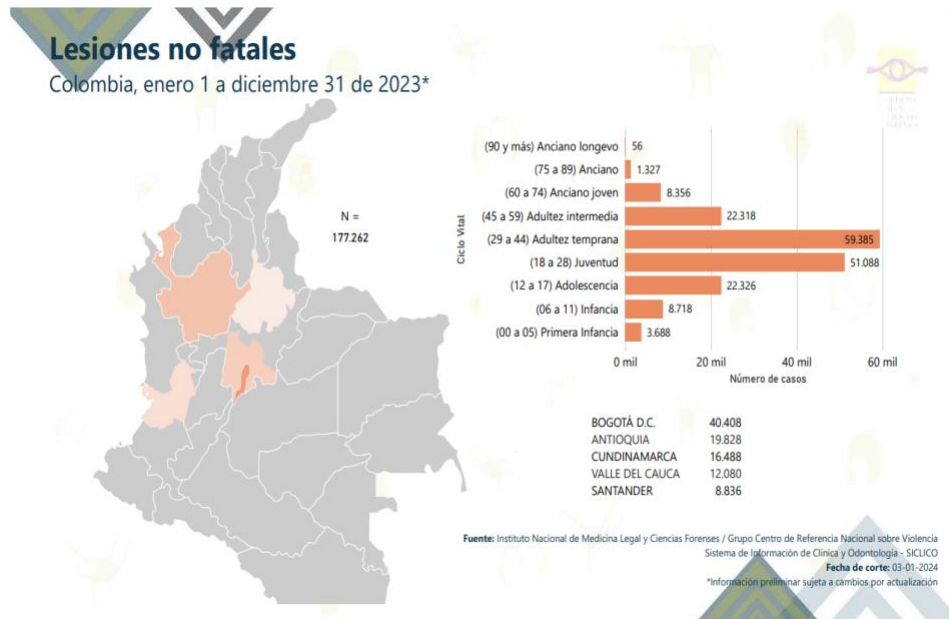 Lesiones no fatales
Colombia, enero 1 a diciembre 31 de 2023*
N =
177.262
Ciclo Vital
(90 y más) Anciano longevo 56
(75 a 89) Anciano 1.327
(60 a 74) Anciano joven 8.356
(45 a 59) Adultez intermedia 22.318
(29 a 44) Adultez temprana 59.385
(18 a 28) Juventud 51.088
(12 a 17) Adolescencia 22.326
(06 a 11) Infancia 8.718
(00 a 05) Primera Infancia 3.688
0 mil 20 mil 40 mil 60 mil
Número de casos
BOGOTÁ D.C. 40.408
ANTIOQUIA 19.828
CUNDINAMARCA 16.488
VALLE DEL CAUCA 12.080
SANTANDER 8.836
Fuente: Instituto Nacional de Medicina Legal y Ciencias Forenses / Grupo Centro de Referencia Nacional sobre Violencia
Sistema de Información de Clínica y Odontología - SICLICO
Fecha de corte: 03-01-2024
*Información preliminar sujeta a cambios por actualización